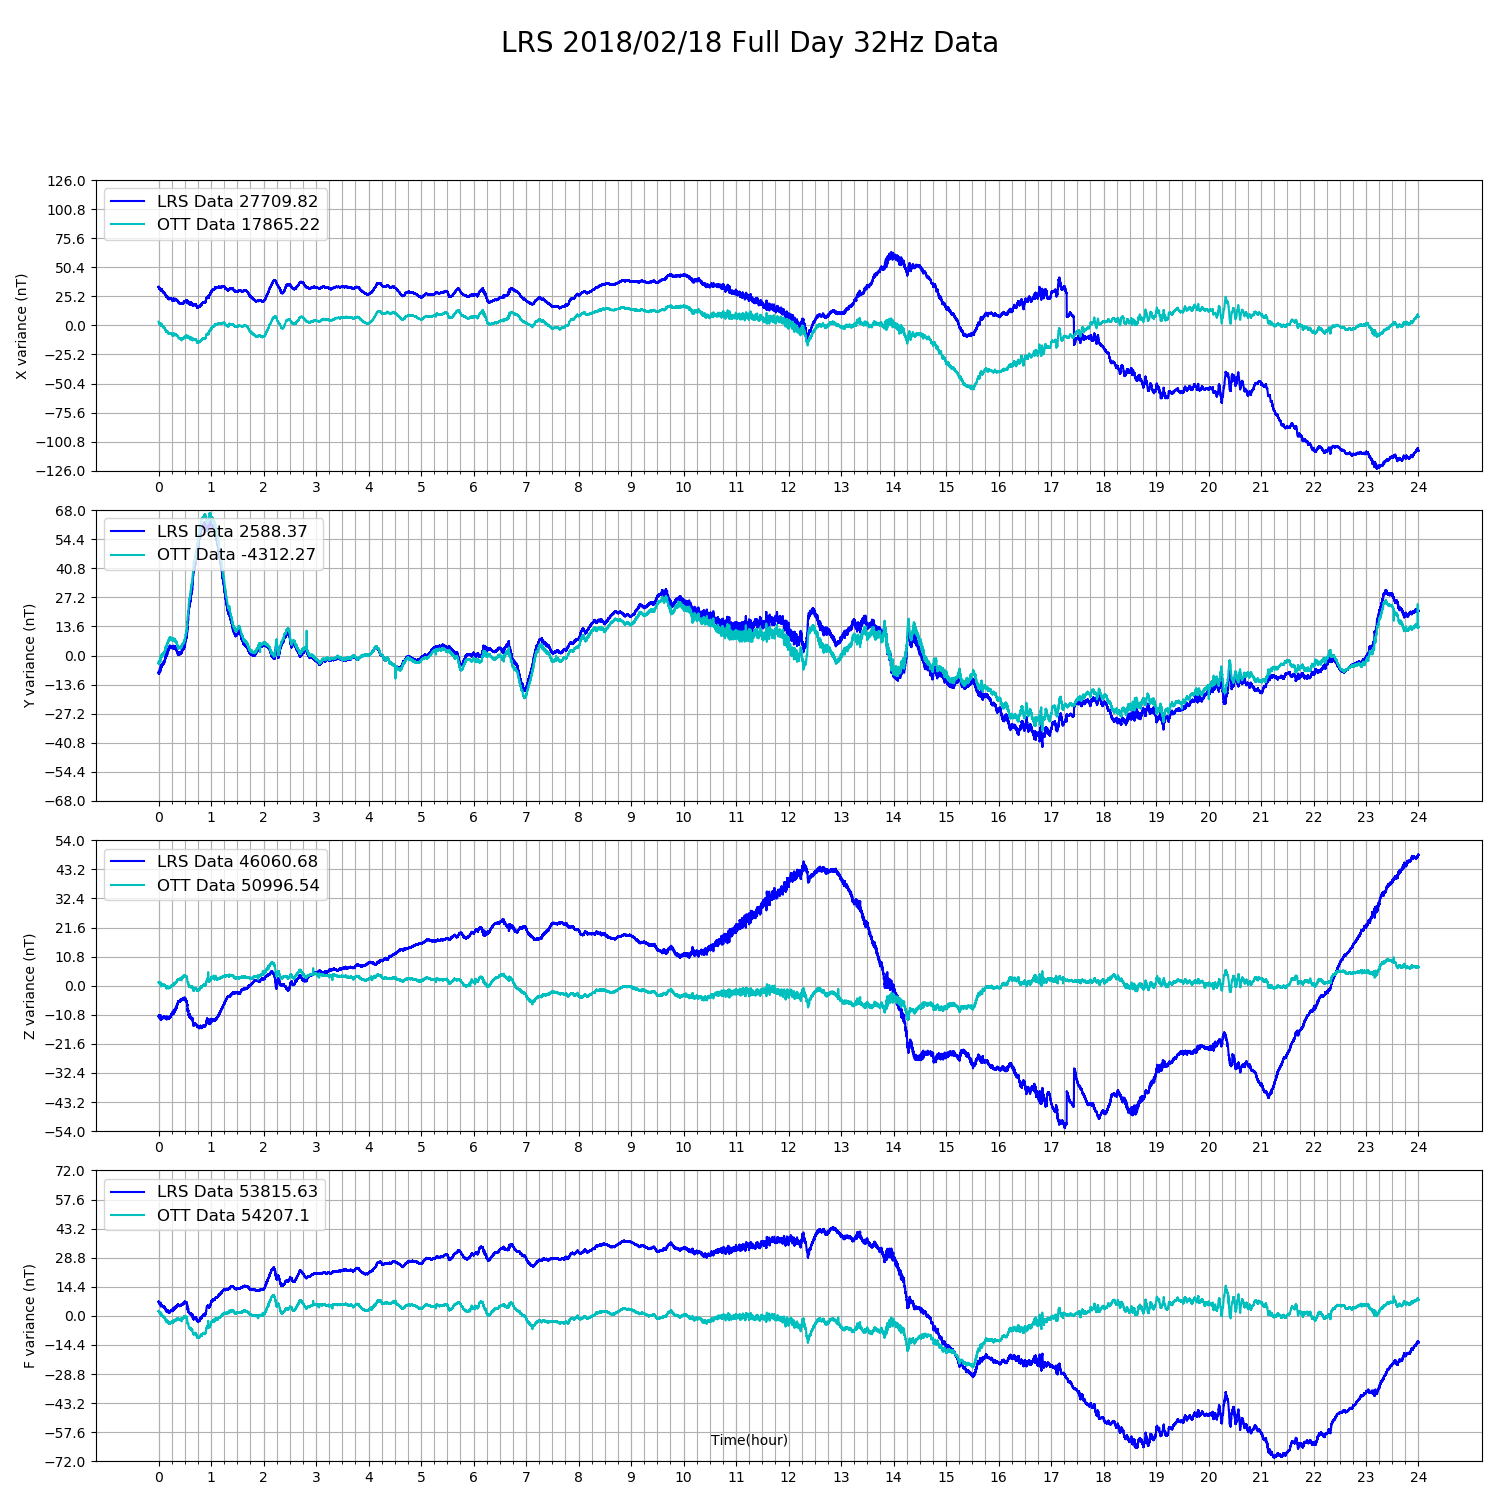 LRS 2018/02/18 Full Day 32Hz Data
X variance (nT)
126.0
100.8
75.6
50.4
25.2
0.0
−25.2
−50.4
−75.6
−100.8
−126.0
LRS Data 27709.82
OTT Data 17865.22
0 1 2 3 4 5 6 7 8 9 10 11 12 13 14 15 16 17 18 19 20 21 22 23 24
Y variance (nT)
68.0
54.4
40.8
27.2
13.6
0.0
−13.6
−27.2
−40.8
−54.4
−68.0
LRS Data 2588.37
OTT Data -4312.27
0 1 2 3 4 5 6 7 8 9 10 11 12 13 14 15 16 17 18 19 20 21 22 23 24
Z variance (nT)
54.0
43.2
32.4
21.6
10.8
0.0
−10.8
−21.6
−32.4
−43.2
−54.0
LRS Data 46060.68
OTT Data 50996.54
0 1 2 3 4 5 6 7 8 9 10 11 12 13 14 15 16 17 18 19 20 21 22 23 24
F variance (nT)
72.0
57.6
43.2
28.8
14.4
0.0
−14.4
−28.8
−43.2
−57.6
−72.0
LRS Data 53815.63
OTT Data 54207.1
Time(hour)
0 1 2 3 4 5 6 7 8 9 10 11 12 13 14 15 16 17 18 19 20 21 22 23 24